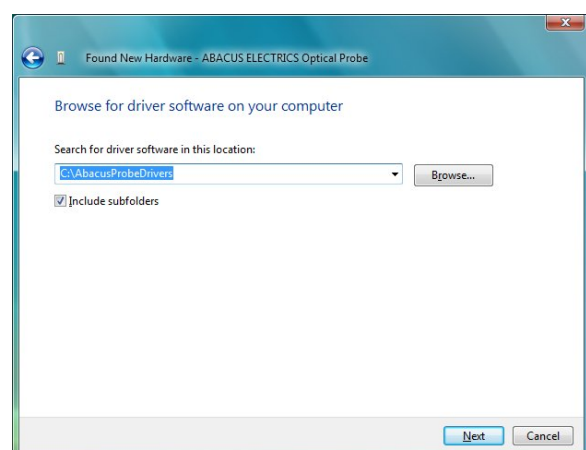 Found New Hardware - ABACUS ELECTRICS Optical Probe
Browse for driver software on your computer
Search for driver software in this location:
C:\AbacusProbeDrivers
Browse...
Include subfolders
Next
Cancel